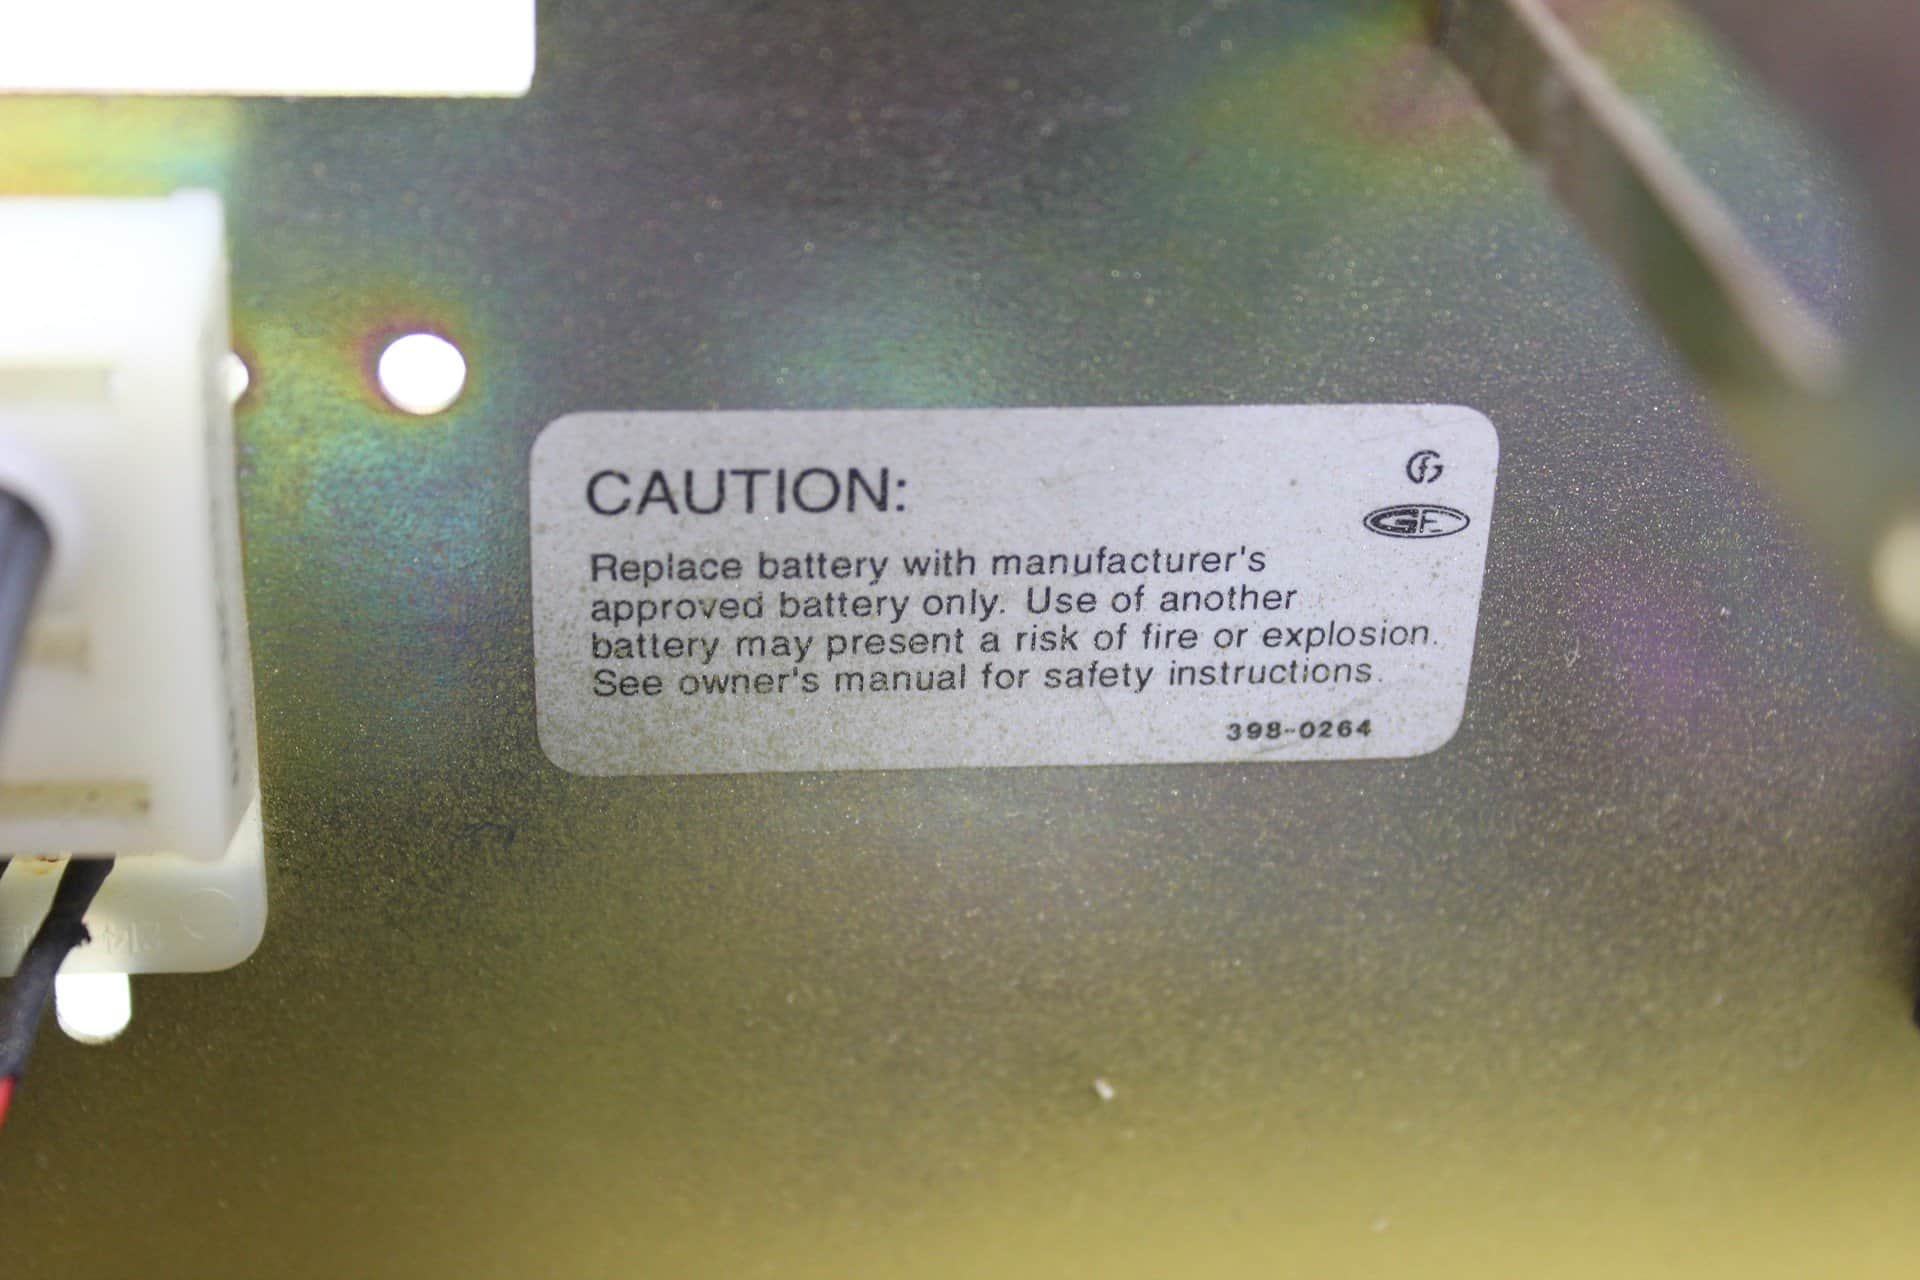 CAUTION:
Replace battery with manufacturer's
approved battery only. Use of another
battery may present a risk of fire or explosion.
See owner's manual for safety instructions.
398-0264